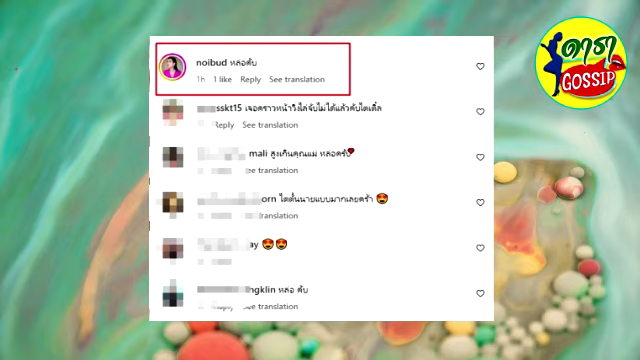 ดารา
GOSSIP
noibud หล่อคับ
1h 1 like Reply See translation
sskt15 เจอคราวหน้าวิ่งไล่จับไม่ได้แล้วคับไตเติ้ล
Reply See translation
mali สูงเกินคุณแม่ หล่อครับ
ee translation
orn ไตตั้นนายแบบมากเลยคร้า
See translation
ay
ngklin หล่อ คับ
Reply See translation